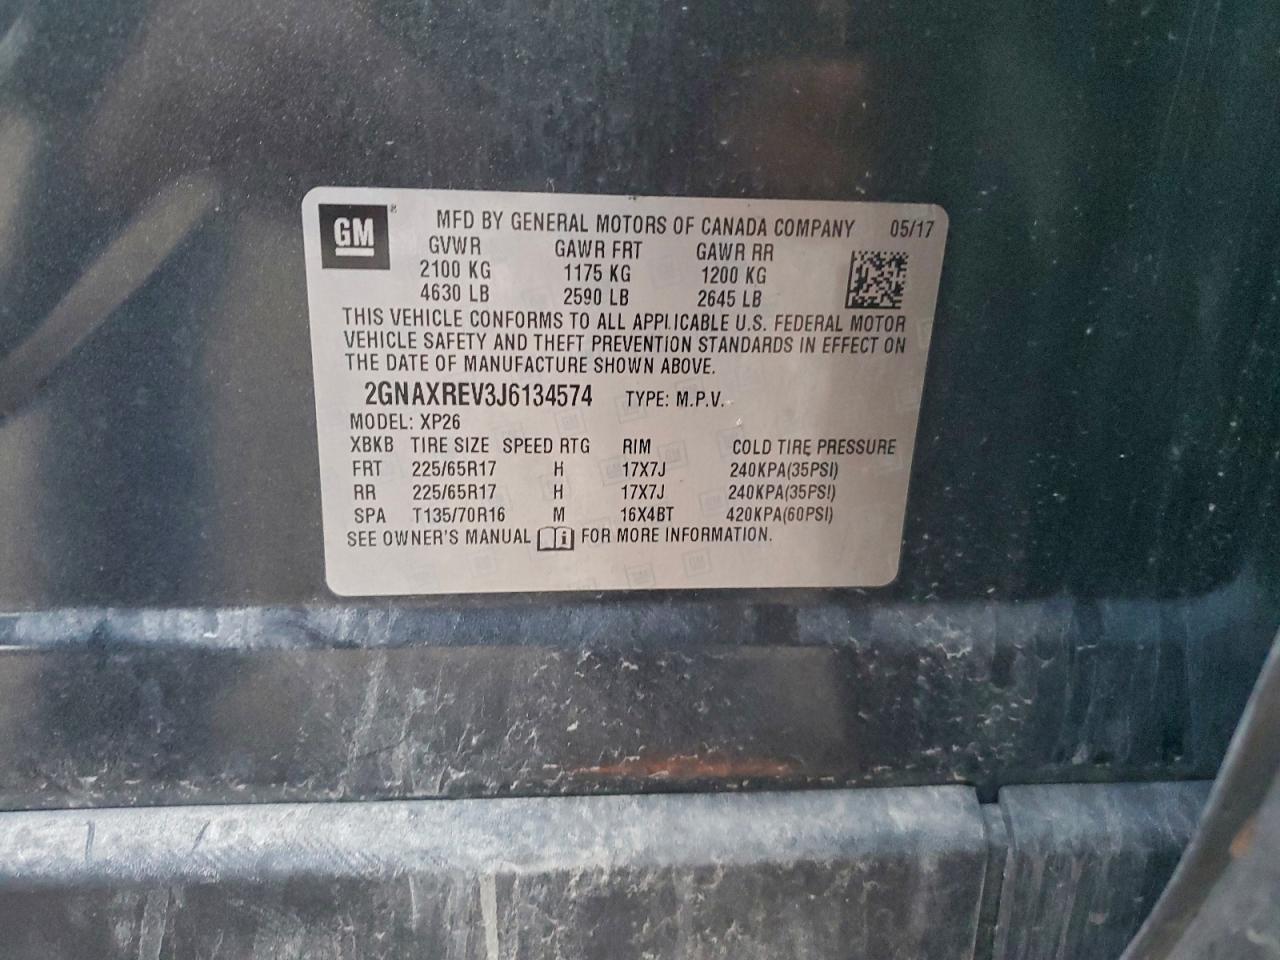 GM ® MFD BY GENERAL MOTORS OF CANADA COMPANY 05/17
GVWR GAWR FRT GAWR RR
2100 KG 1175 KG 1200 KG
4630 LB 2590 LB 2645 LB
THIS VEHICLE CONFORMS TO ALL APPLICABLE U.S. FEDERAL MOTOR
VEHICLE SAFETY AND THEFT PREVENTION STANDARDS IN EFFECT ON
THE DATE OF MANUFACTURE SHOWN ABOVE.
2GNAXREV3J6134574 TYPE: M.P.V.
MODEL: XP26
XBKB TIRE SIZE SPEED RTG RIM COLD TIRE PRESSURE
FRT 225/65R17 H 17X7J 240KPA(35PSI)
RR 225/65R17 H 17X7J 240KPA(35PSI)
SPA T135/70R16 M 16X4BT 420KPA(60PSI)
SEE OWNER'S MANUAL i FOR MORE INFORMATION.